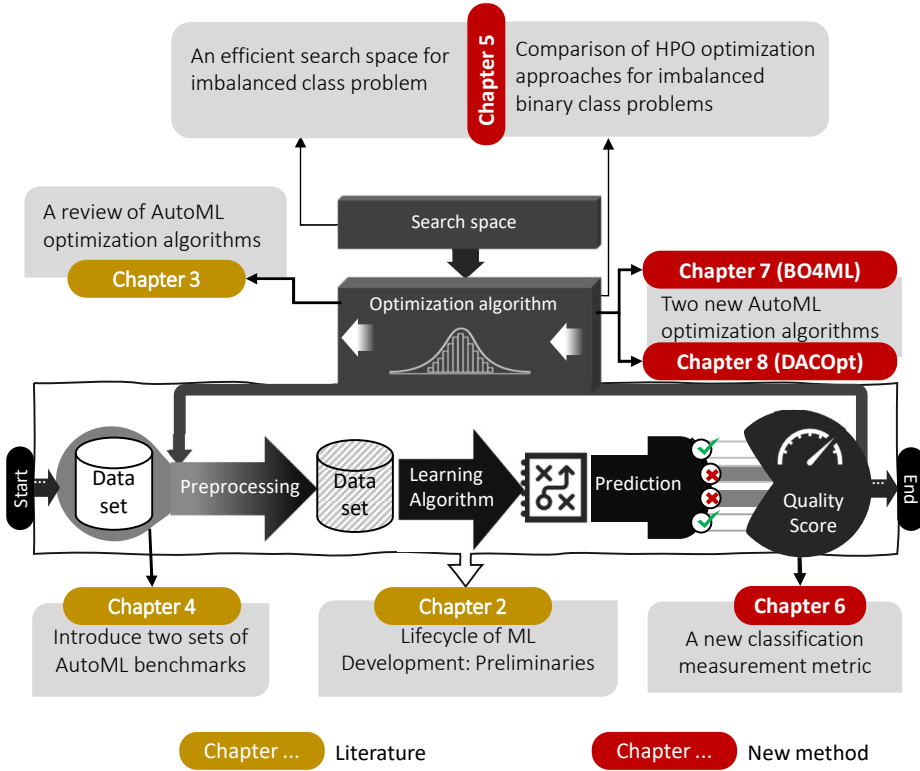 An efficient search space for
imbalanced class problem
Chapter 5
Comparison of HPO optimization
approaches for imbalanced
binary class problems
Search space
A review of AutoML
optimization algorithms
Chapter 3
Optimization algorithm
Chapter 7 (BO4ML)
Two new AutoML
optimization algorithms
Chapter 8 (DACOpt)
Start
Data
set
Preprocessing
Data
set
Learning
Algorithm
Prediction
Quality
Score
End
Chapter 4
Introduce two sets of
AutoML benchmarks
Chapter 2
Lifecycle of ML
Development: Preliminaries
Chapter 6
A new classification
measurement metric
Chapter ...
Literature
Chapter ...
New method